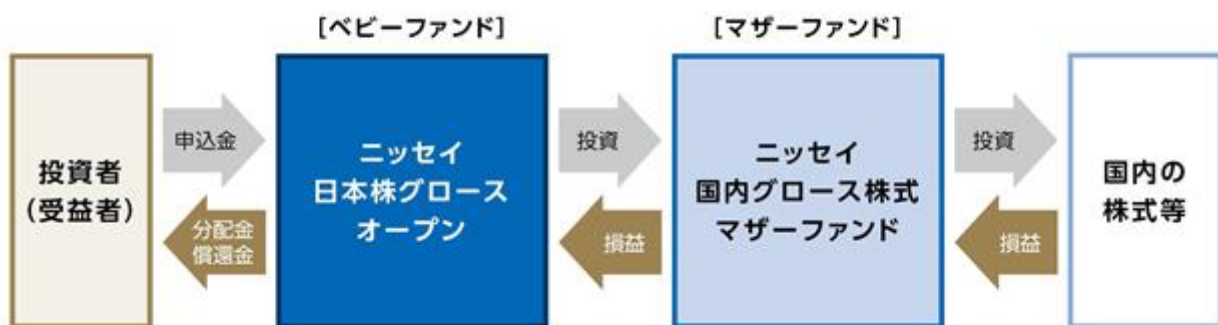 ［ベビーファンド］
［マザーファンド］
投資者
（受益者）
申込金
分配金
償還金
ニッセイ
日本株グロース
オープン
投資
損益
ニッセイ
国内グロース株式
マザーファンド
投資
損益
国内の
株式等